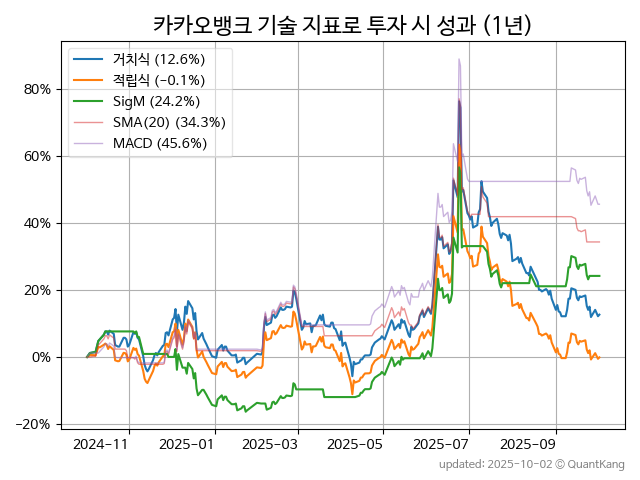 카카오뱅크 기술 지표로 투자 시 성과 (1년)
거치식 (12.6%)
적립식 (−0.1%)
SigM (24.2%)
SMA(20) (34.3%)
MACD (45.6%)
80%
60%
40%
20%
0%
−20%
2024-11 2025-01 2025-03 2025-05 2025-07 2025-09
updated: 2025-10-02 © QuantKang